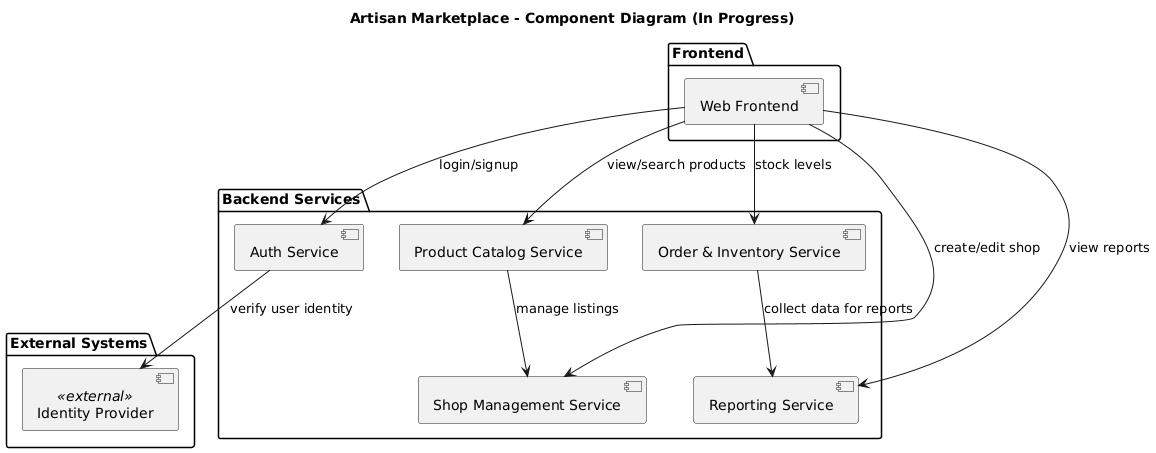 Artisan Marketplace - Component Diagram (In Progress)
Frontend
Web Frontend
login/signup
view/search products
stock levels
Backend Services
create/edit shop
view reports
Auth Service
Product Catalog Service
Order & Inventory Service
verify user identity
manage listings
collect data for reports
External Systems
«external»
Identity Provider
Shop Management Service
Reporting Service